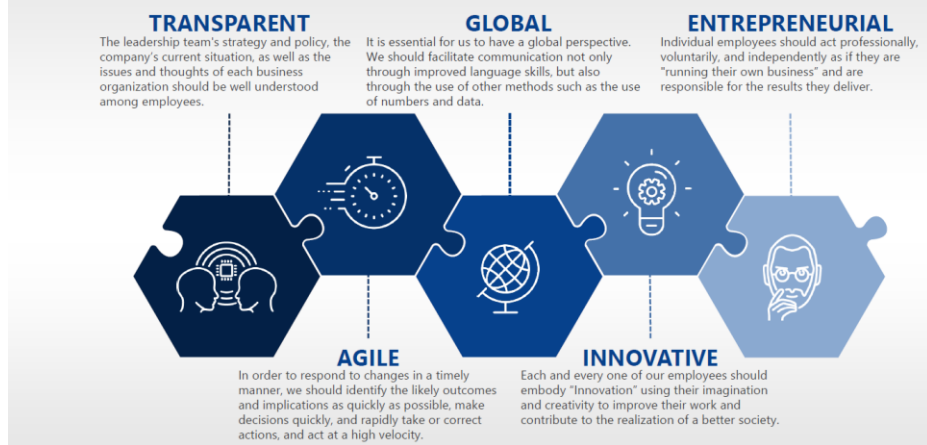 TRANSPARENT
The leadership team's strategy and policy, the
company's current situation, as well as the
issues and thoughts of each business
organization should be well understood
among employees.
GLOBAL
It is essential for us to have a global perspective.
We should facilitate communication not only
through improved language skills, but also
through the use of other methods such as the use
of numbers and data.
ENTREPRENEURIAL
Individual employees should act professionally,
voluntarily, and independently as if they are
"running their own business" and are
responsible for the results they deliver.
AGILE
In order to respond to changes in a timely
manner, we should identify the likely outcomes
and implications as quickly as possible, make
decisions quickly, and rapidly take or correct
actions, and act at a high velocity.
INNOVATIVE
Each and every one of our employees should
embody "Innovation" using their imagination
and creativity to improve their work and
contribute to the realization of a better society.